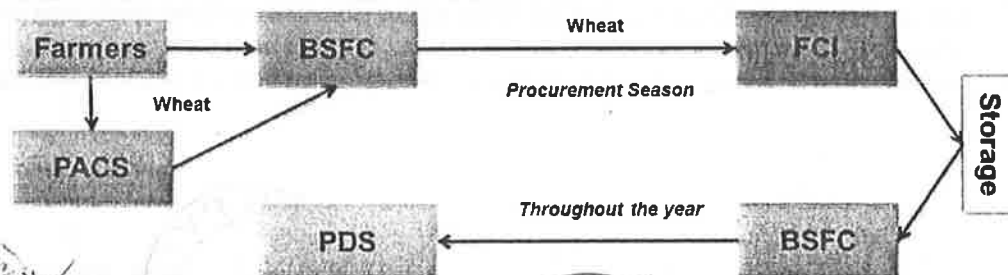 Farmers
BSFC
Wheat
FCI
Wheat
Procurement Season
Storage
PACS
Throughout the year
PDS
BSFC